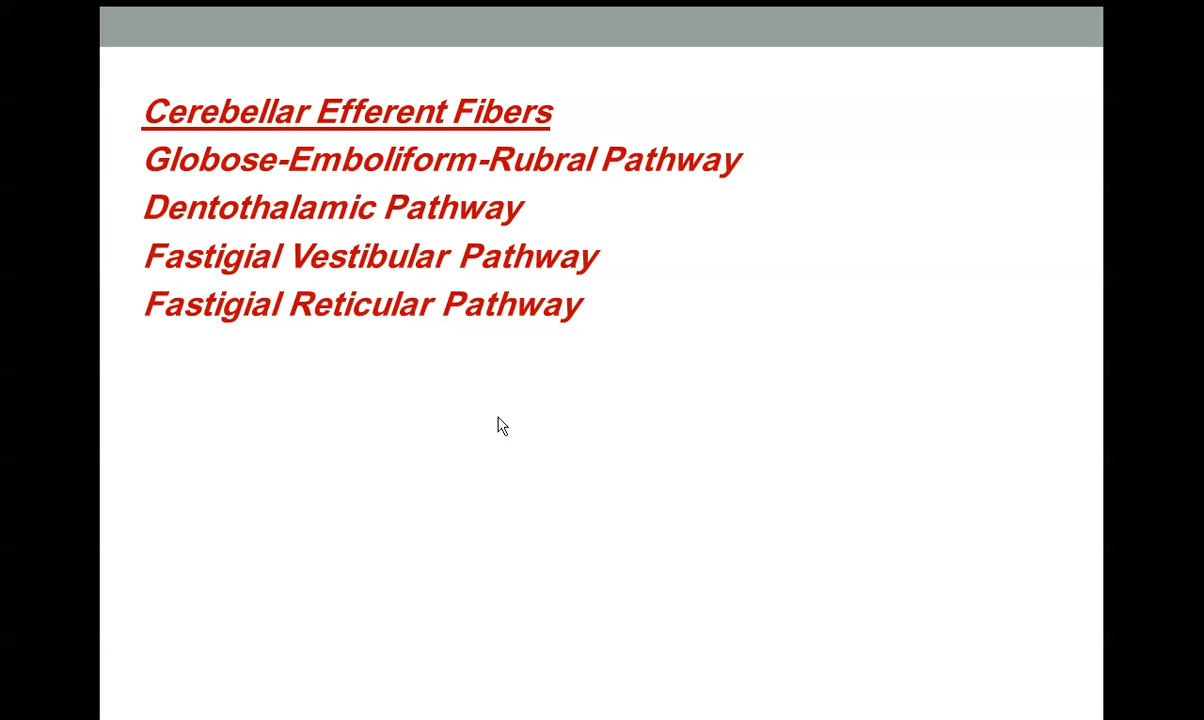 Cerebellar Efferent Fibers
Globose-Emboliform-Rubral Pathway
Dentothalamic Pathway
Fastigial Vestibular Pathway
Fastigial Reticular Pathway